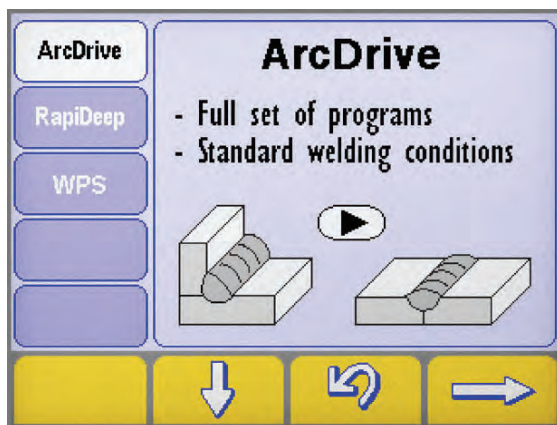 ArcDrive
RapiDeep
WPS
ArcDrive
- Full set of programs
- Standard welding conditions